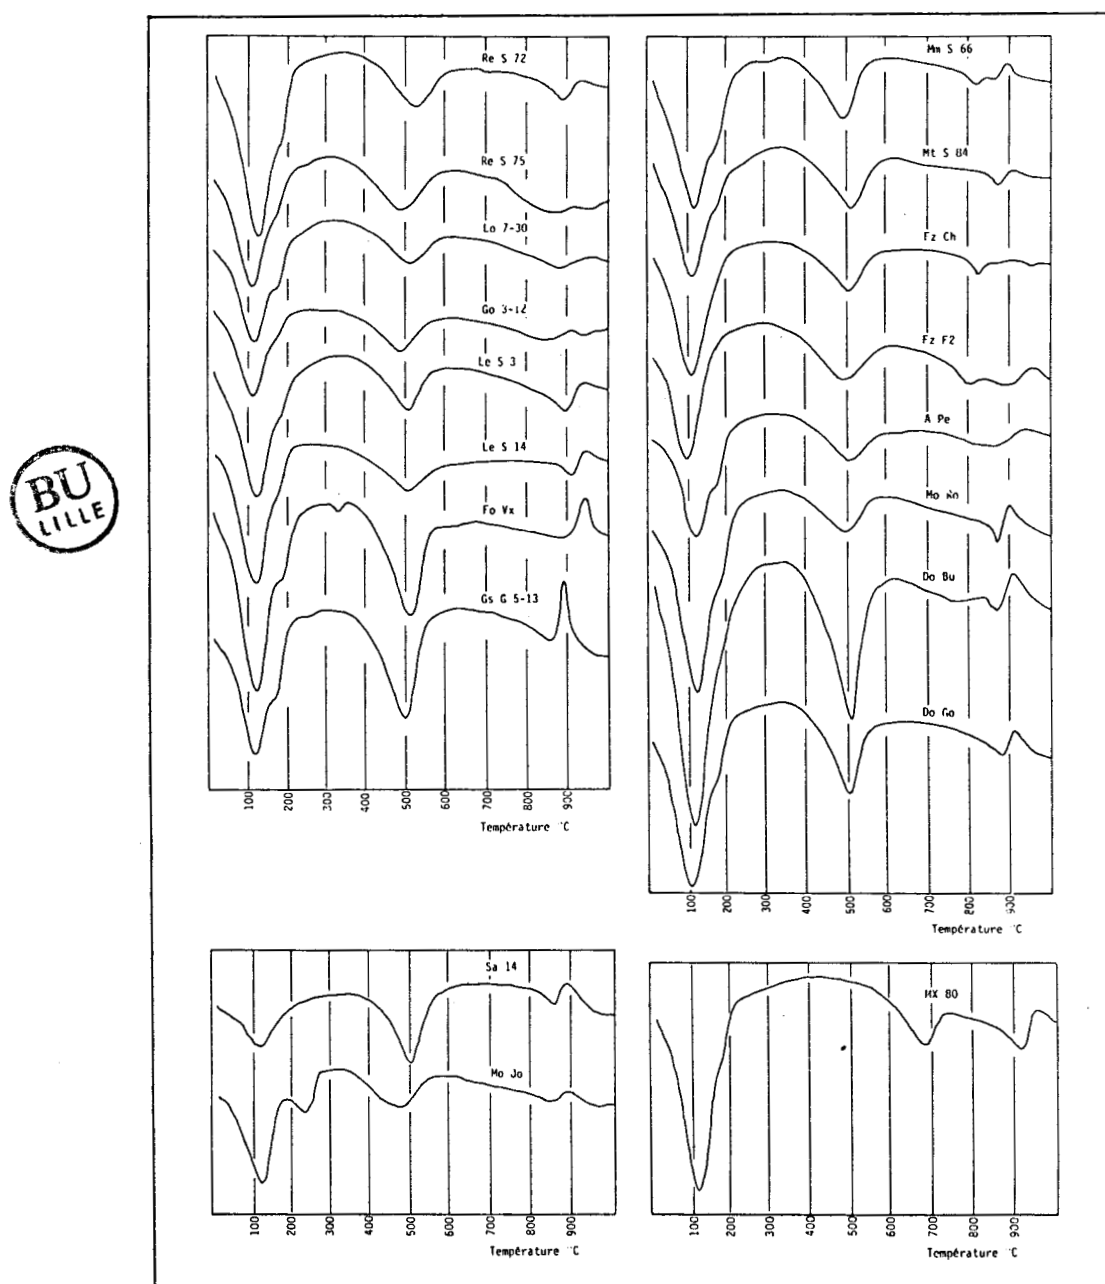 Re S 72
Re S 75
Lo 7-30
Go 3-12
Le S 3
Le S 14
Fo Vx
Gs G 5-13
100 200 300 400 500 600 700 800 900
Température °C
Mm S 66
Mt S 84
Fz Ch
Fz F2
A Pe
Mo No
Do Bu
Do Go
100 200 300 400 500 600 700 800 900
Température °C
BU
LILLE
Sa 14
Mo Jo
100 200 300 400 500 600 700 800 900
Température °C
MX 80
100 200 300 400 500 600 700 800 900
Température °C